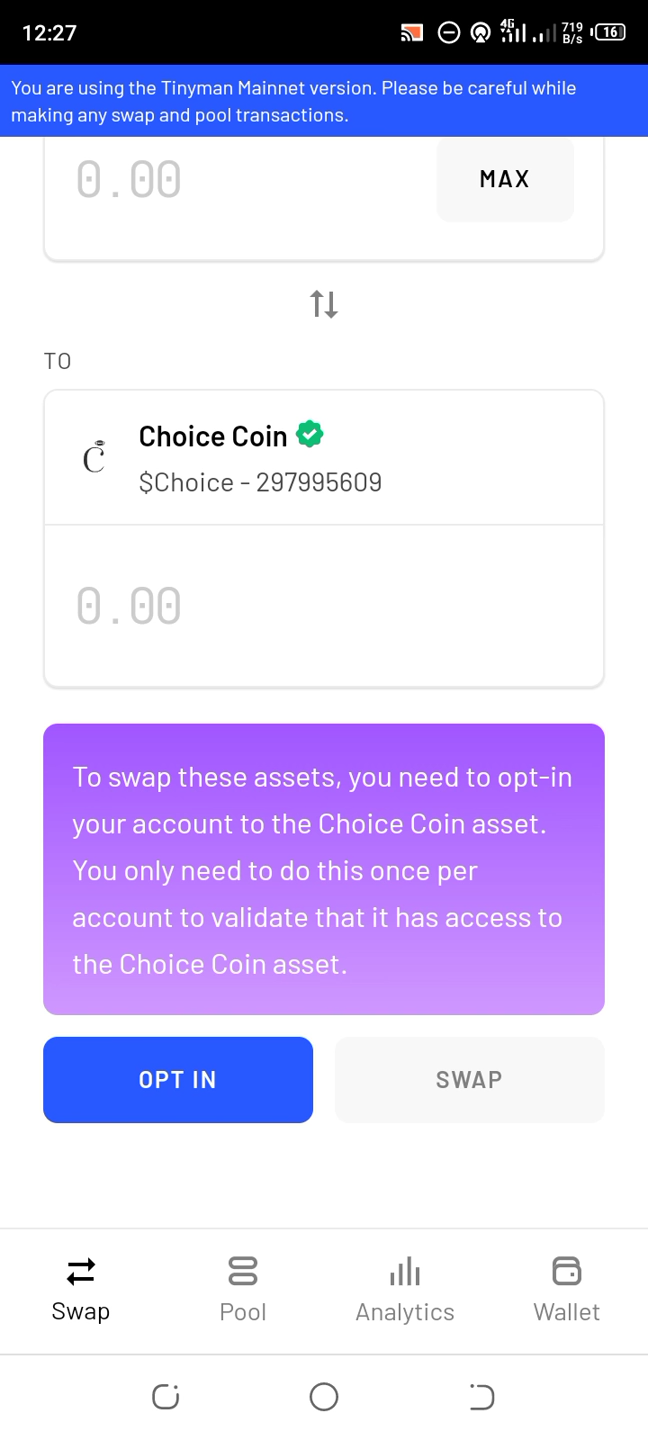 12:27
4G
719
B/s
16
You are using the Tinyman Mainnet version. Please be careful while
making any swap and pool transactions.
0.00
MAX
TO
Choice Coin
$Choice - 297995609
0.00
To swap these assets, you need to opt-in
your account to the Choice Coin asset.
You only need to do this once per
account to validate that it has access to
the Choice Coin asset.
OPT IN
SWAP
Swap
Pool
Analytics
Wallet